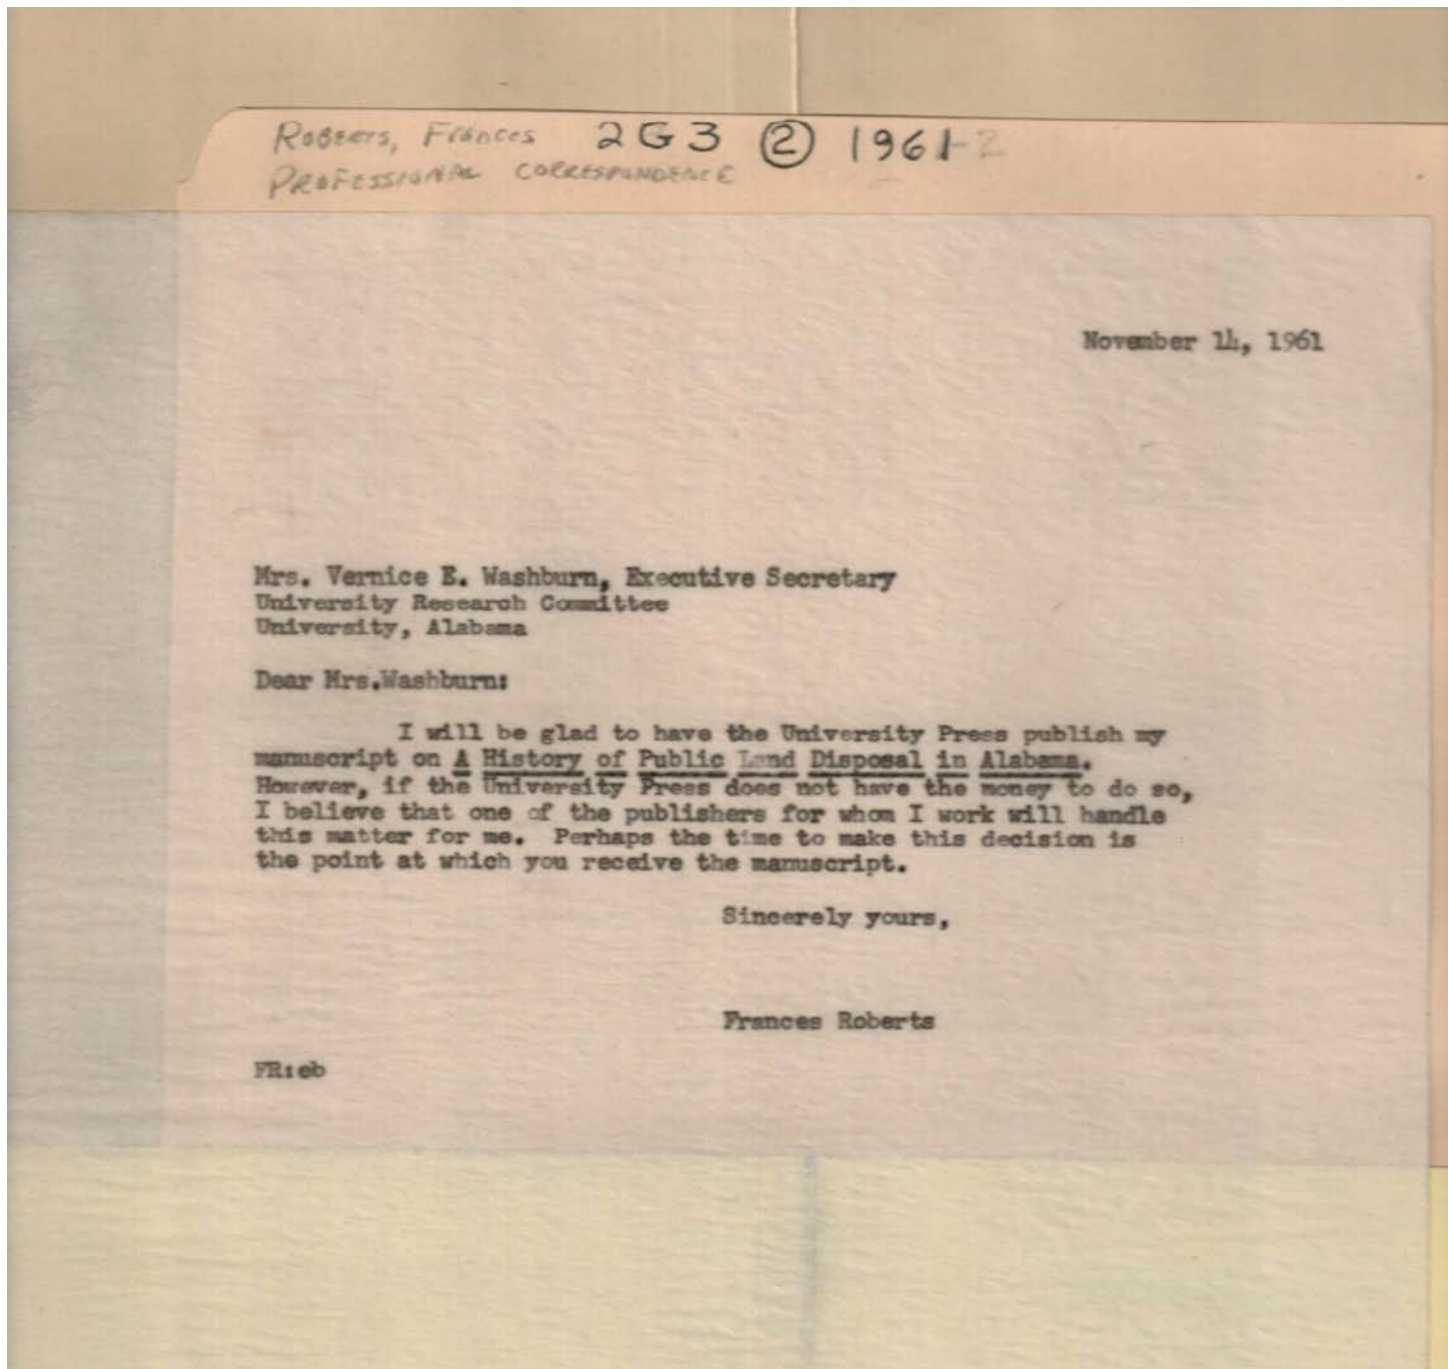 Roberts, Frances 2G3 ② 1961-2
PROFESSIONAL CORRESPONDENCE
November 14, 1961
Mrs. Vernice E. Washburn, Executive Secretary
University Research Committee
University, Alabama
Dear Mrs.Washburn:
I will be glad to have the University Press publish my
manuscript on A History of Public Land Disposal in Alabama.
However, if the University Press does not have the money to do so,
I believe that one of the publishers for whom I work will handle
this matter for me. Perhaps the time to make this decision is
the point at which you receive the manuscript.
Sincerely yours,
Frances Roberts
FR:eb